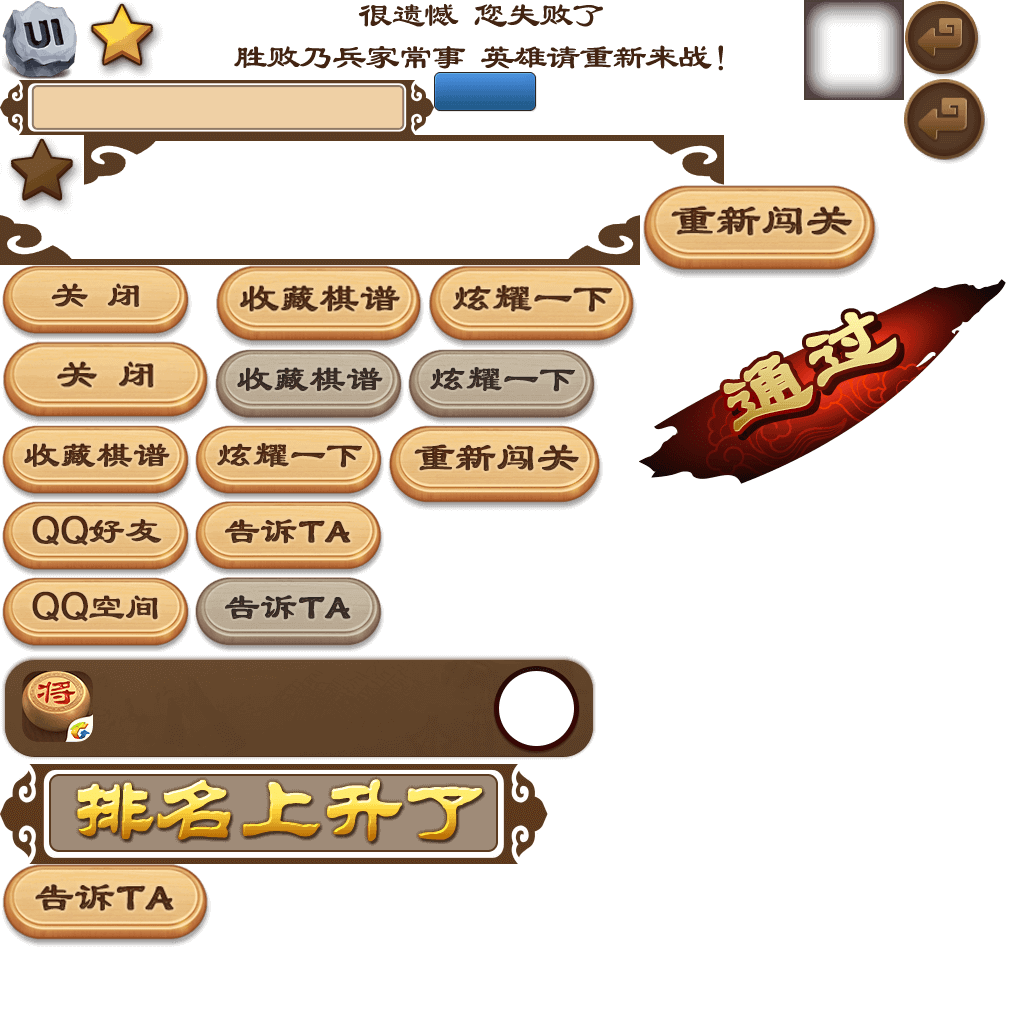 UI
很遗憾 您失败了
胜败乃兵家常事 英雄请重新来战！
重新闯关
关 闭
收藏棋谱
炫耀一下
通过
关 闭
收藏棋谱
炫耀一下
收藏棋谱
炫耀一下
重新闯关
QQ好友
告诉TA
QQ空间
告诉TA
将
排名上升了
告诉TA